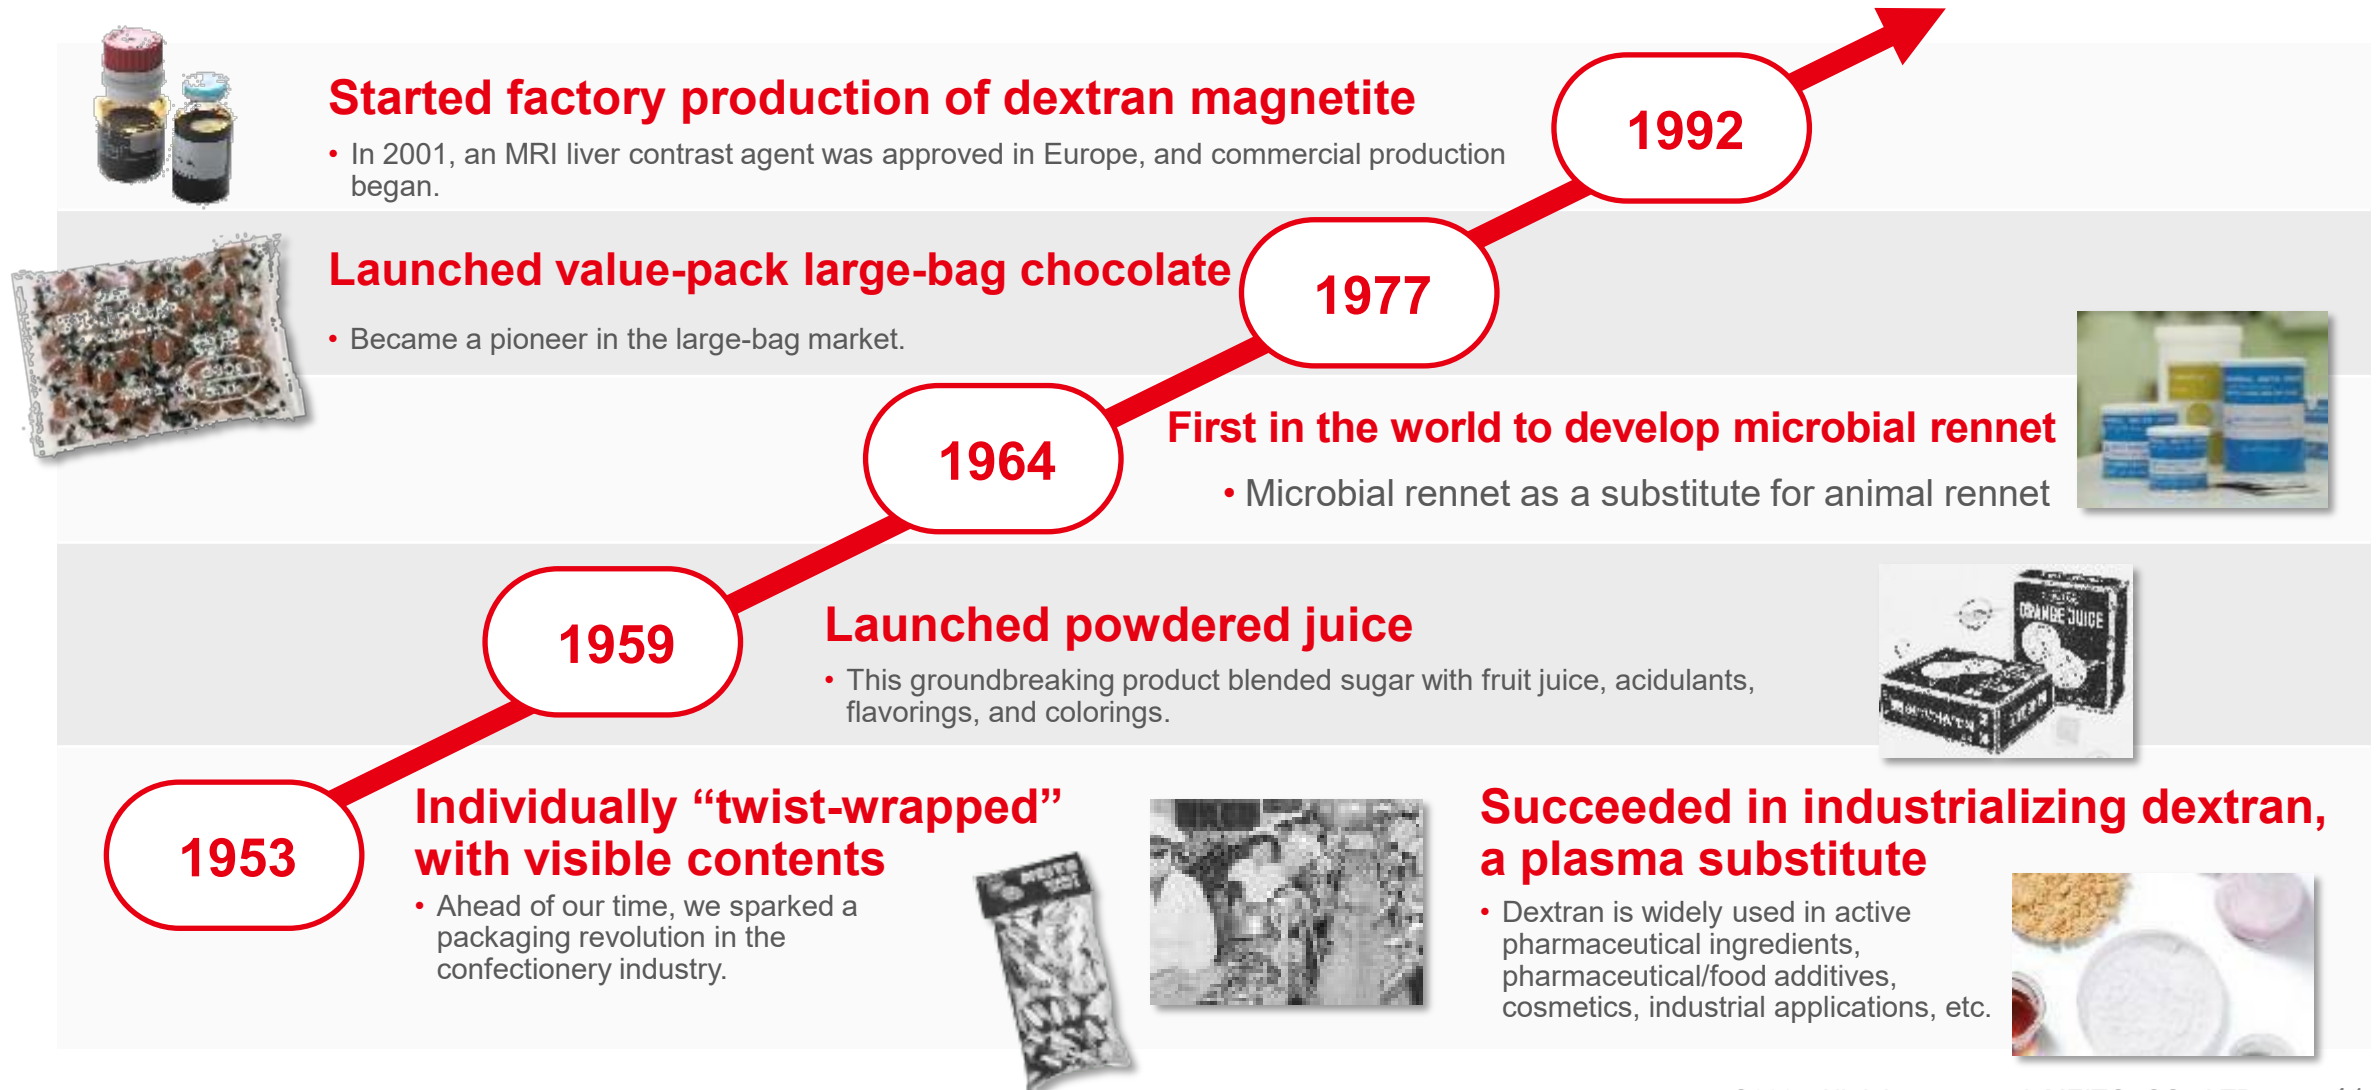 Started factory production of dextran magnetite
• In 2001, an MRI liver contrast agent was approved in Europe, and commercial production
began.
1992
Launched value-pack large-bag chocolate
• Became a pioneer in the large-bag market.
1977
1964
First in the world to develop microbial rennet
• Microbial rennet as a substitute for animal rennet
1959
Launched powdered juice
• This groundbreaking product blended sugar with fruit juice, acidulants,
flavorings, and colorings.
ORANGE JUICE
1953
Individually “twist-wrapped”
with visible contents
• Ahead of our time, we sparked a
packaging revolution in the
confectionery industry.
Succeeded in industrializing dextran,
a plasma substitute
• Dextran is widely used in active
pharmaceutical ingredients,
pharmaceutical/food additives,
cosmetics, industrial applications, etc.